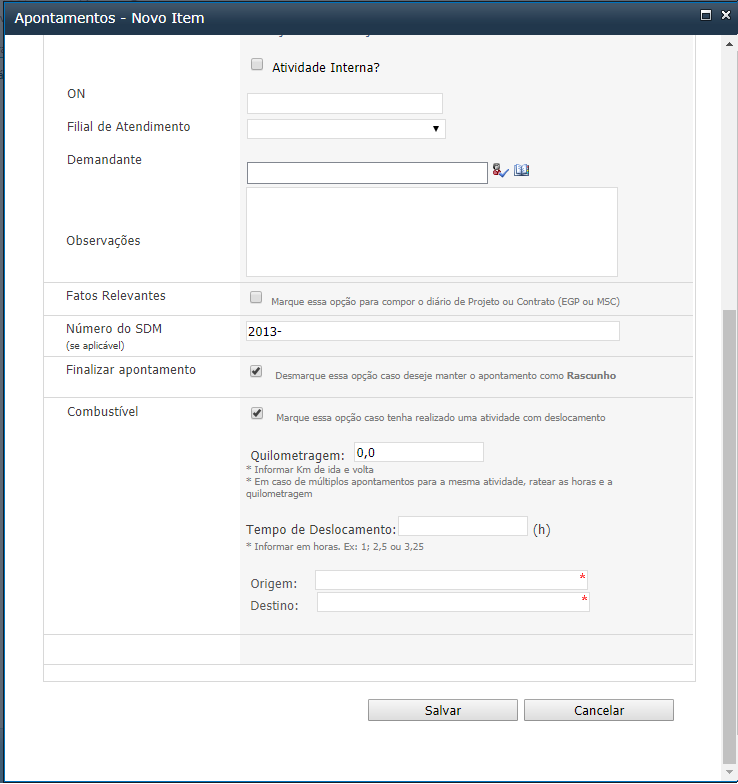 Apontamentos - Novo Item
Atividade Interna?
ON
Filial de Atendimento
Demandante
Observações
Fatos Relevantes
Marque essa opção para compor o diário de Projeto ou Contrato (EGP ou MSC)
Número do SDM
(se aplicável)
2013-
Finalizar apontamento
Desmarque essa opção caso deseje manter o apontamento como Rascunho
Combustível
Marque essa opção caso tenha realizado uma atividade com deslocamento
Quilometragem: 0,0
* Informar Km de ida e volta
* Em caso de múltiplos apontamentos para a mesma atividade, ratear as horas e a
quilometragem
Tempo de Deslocamento: (h)
* Informar em horas. Ex: 1; 2,5 ou 3,25
Origem: *
Destino: *
Salvar Cancelar